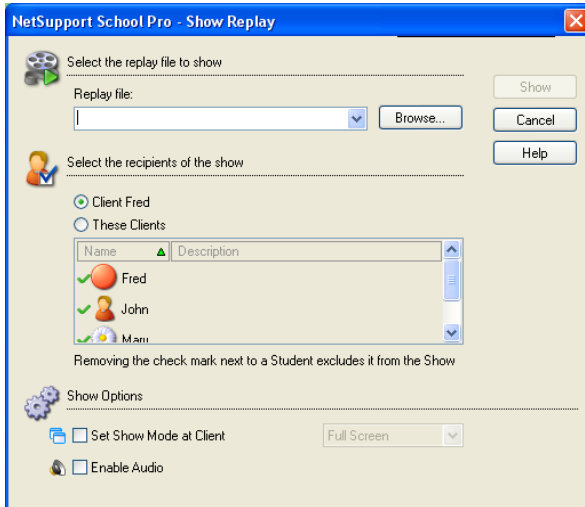 NetSupport School Pro - Show Replay
Select the replay file to show
Replay file:
Browse...
Show
Cancel
Help
Select the recipients of the show
Client Fred
These Clients
Name Description
Fred
John
Mary
Removing the check mark next to a Student excludes it from the Show
Show Options
Set Show Mode at Client Full Screen
Enable Audio